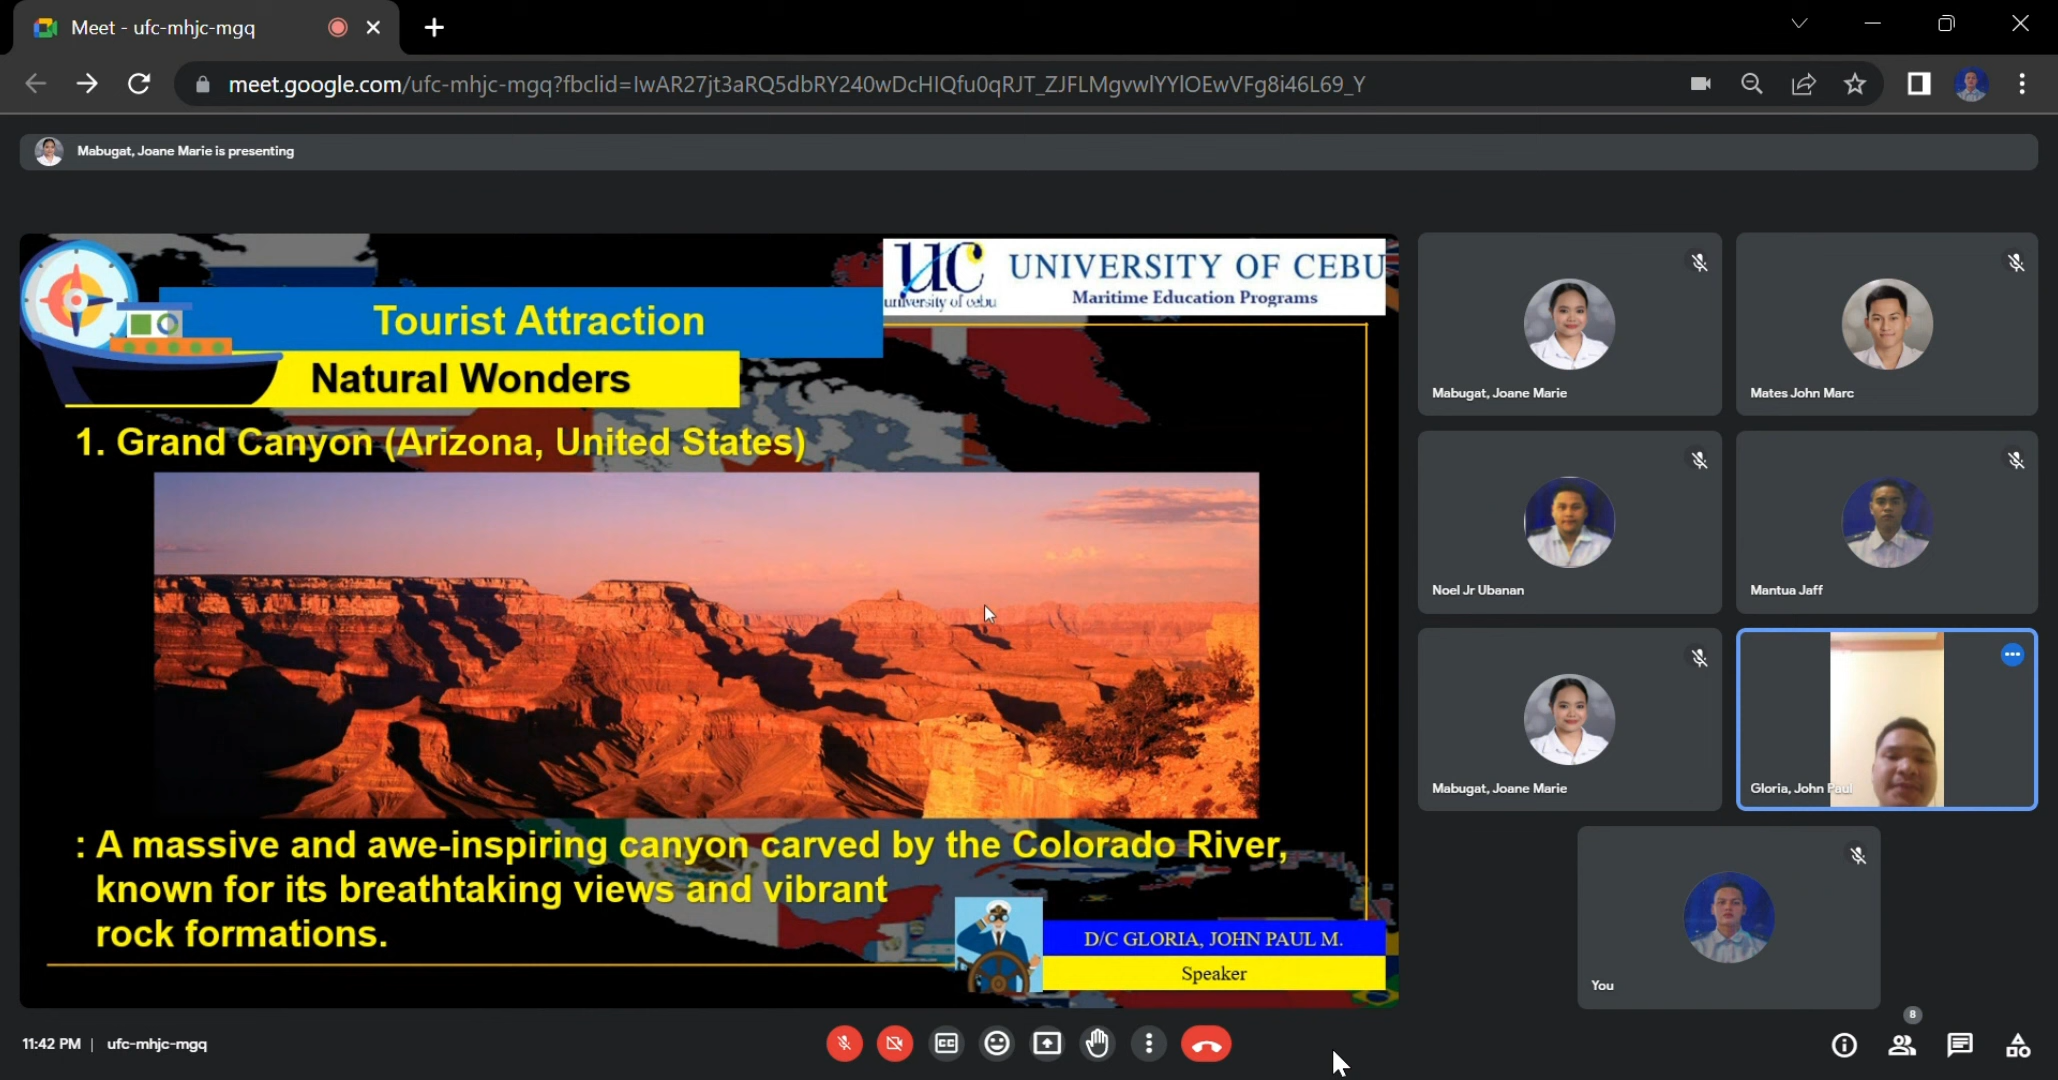 Meet - ufc-mhjc-mgq
meet.google.com/ufc-mhjc-mgq?fbclid=IwAR27jt3aRQ5dbRY240wDcHIQfu0qRJT_ZJFLMgvwlYYlOEwVFg8i46L69_Y
Mabugat, Joane Marie is presenting
UC
university of cebu
UNIVERSITY OF CEBU
Maritime Education Programs
Tourist Attraction
Natural Wonders
1. Grand Canyon (Arizona, United States)
: A massive and awe-inspiring canyon carved by the Colorado River,
known for its breathtaking views and vibrant
rock formations.
D/C GLORIA, JOHN PAUL M.
Speaker
Mabugat, Joane Marie
Mates John Marc
Noel Jr Ubanan
Mantua Jaff
Mabugat, Joane Marie
Gloria, John Paul
You
11:42 PM | ufc-mhjc-mgq
CC
8